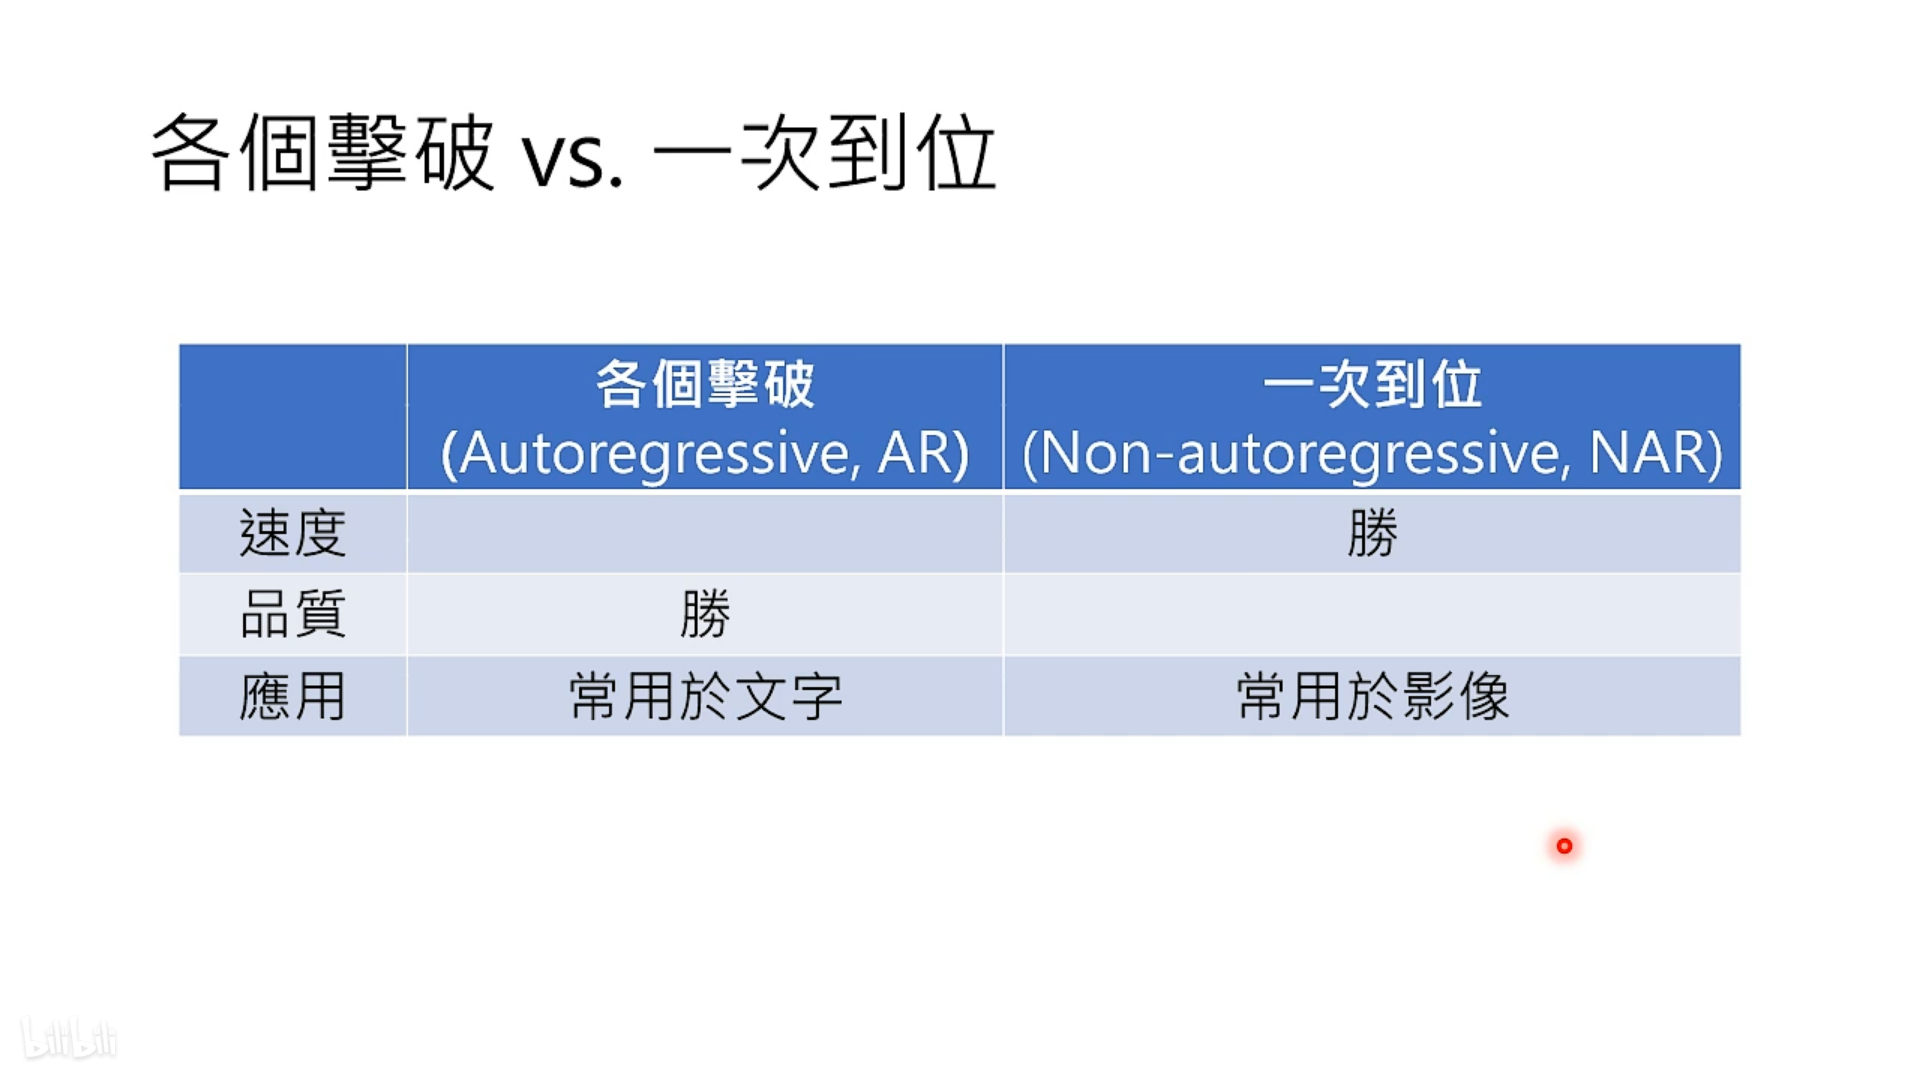 各個擊破 vs. 一次到位
各個擊破
(Autoregressive, AR)
一次到位
(Non-autoregressive, NAR)
速度
勝
品質
勝
應用
常用於文字
常用於影像
bilibili